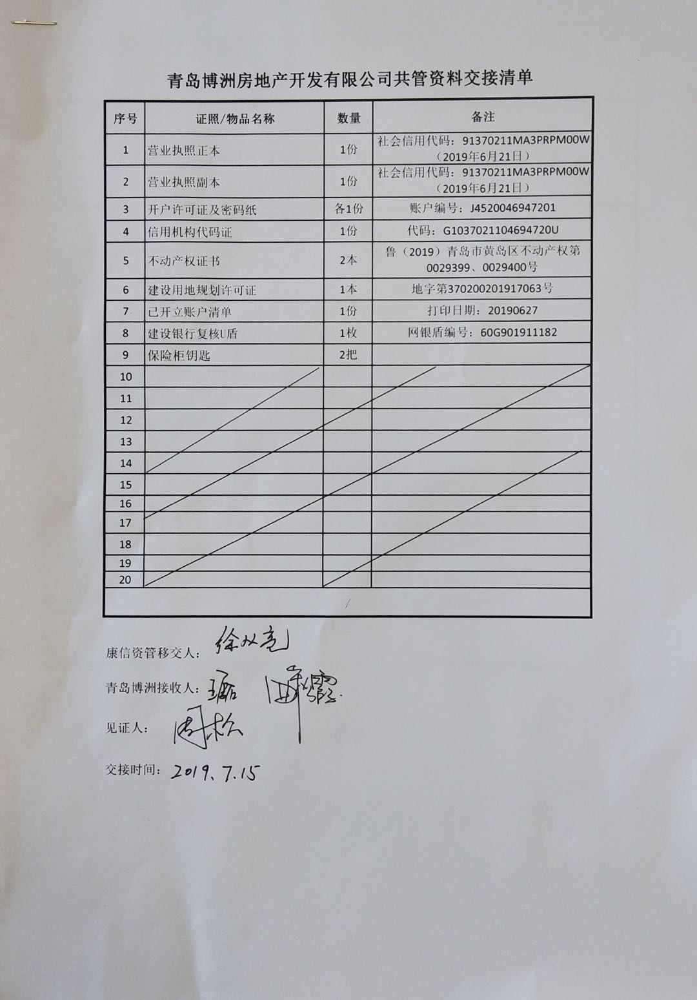 青岛博洲房地产开发有限公司共管资料交接清单
序号 证照/物品名称 数量 备注
1 营业执照正本 1份 社会信用代码：91370211MA3PRPM00W
（2019年6月21日）
2 营业执照副本 1份 社会信用代码：91370211MA3PRPM00W
（2019年6月21日）
3 开户许可证及密码纸 各1份 账户编号：J4520046947201
4 信用机构代码证 1份 代码：G1037021104694720U
5 不动产权证书 2本 鲁（2019）青岛市黄岛区不动产权第
0029399、0029400号
6 建设用地规划许可证 1本 地字第370200201917063号
7 已开立账户清单 1份 打印日期：20190627
8 建设银行复核U盾 1枚 网银盾编号：60G901911182
9 保险柜钥匙 2把
10
11
12
13
14
15
16
17
18
19
20
/
康信资管移交人：徐从亮
青岛博洲接收人：
见证人：周松
交接时间：2019.7.15